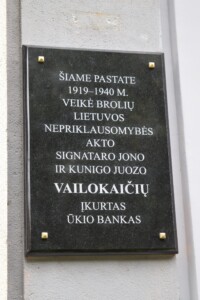 ŠIAME PASTATE
1919–1940 M.
VEIKĖ BROLIŲ
LIETUVOS
NEPRIKLAUSOMYBĖS
AKTO
SIGNATARO JONO
IR KUNIGO JUOZO
VAILOKAIČIŲ
ĮKURTAS
ŪKIO BANKAS